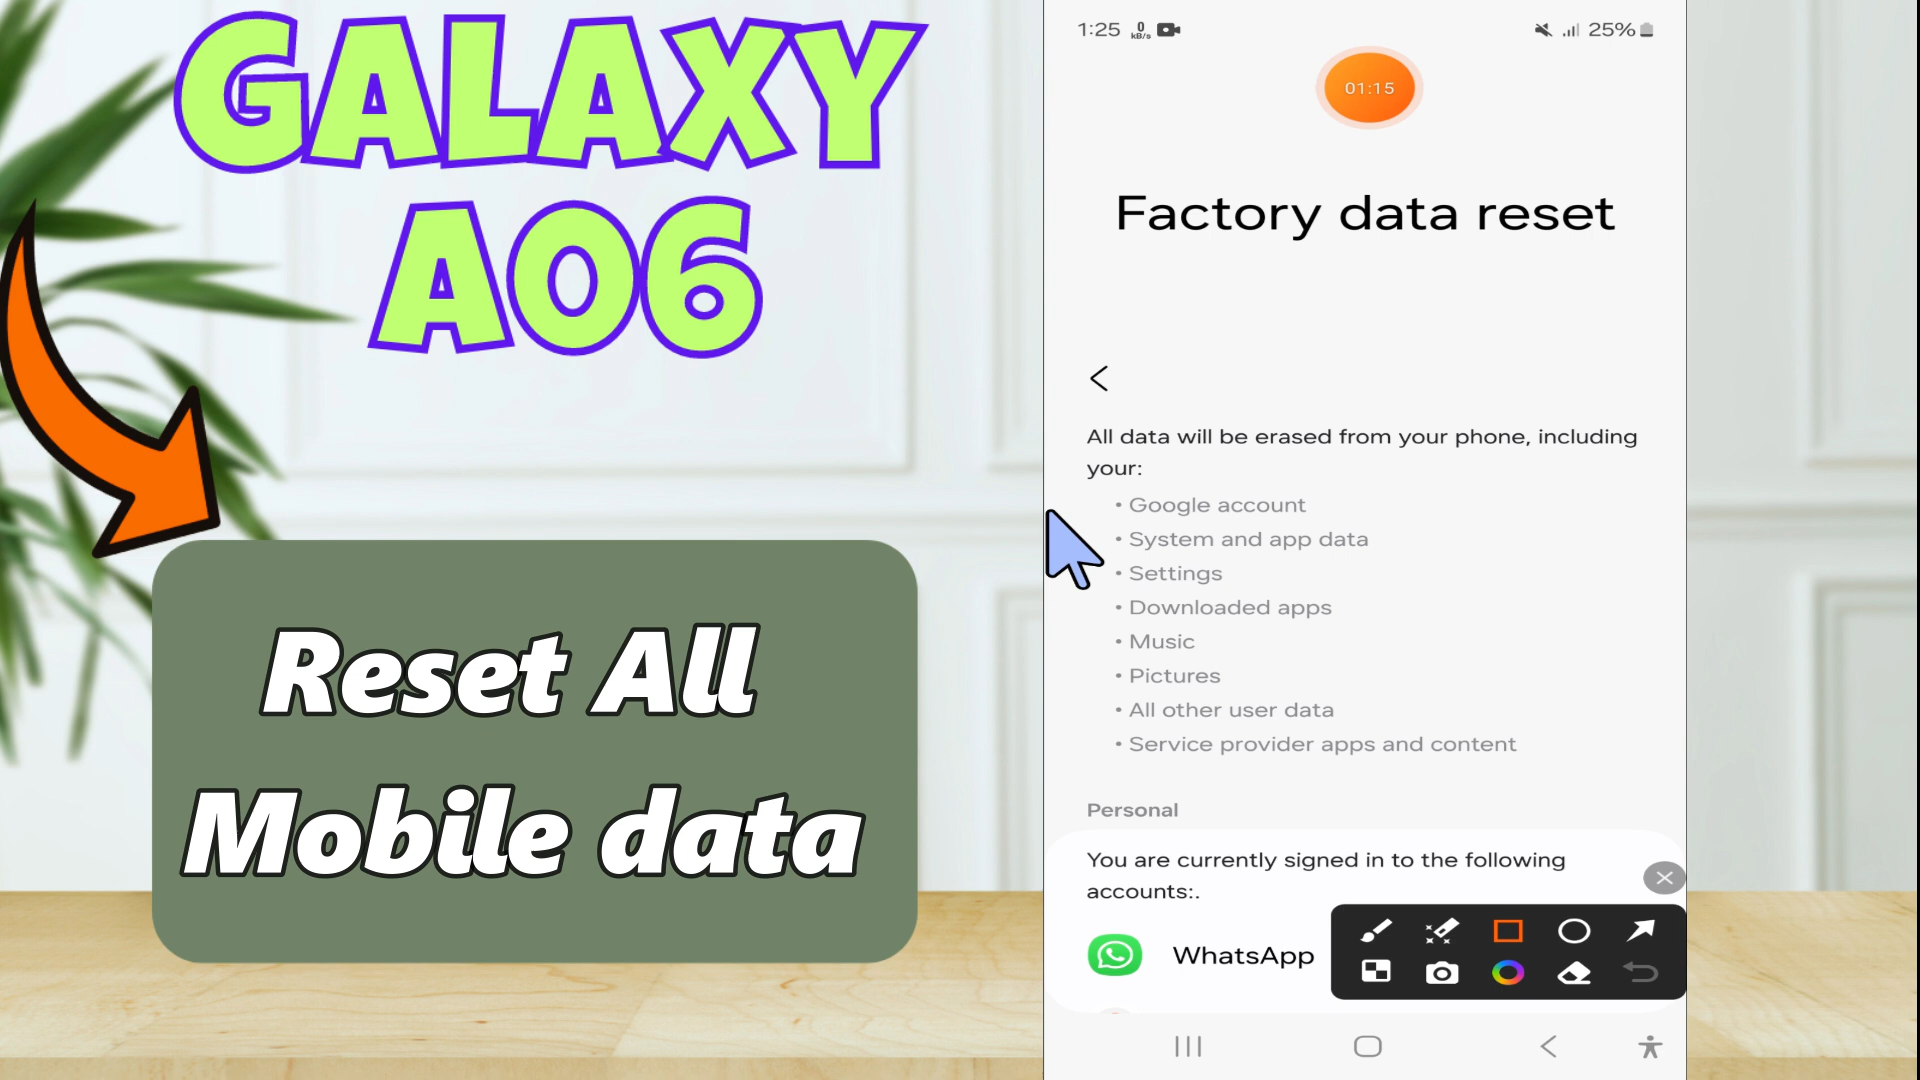 GALAXY
A06
Reset All
Mobile data
1:25 0 kB/s 25%
01:15
Factory data reset
All data will be erased from your phone, including
your:
• Google account
• System and app data
• Settings
• Downloaded apps
• Music
• Pictures
• All other user data
• Service provider apps and content
Personal
You are currently signed in to the following
accounts:.
WhatsApp